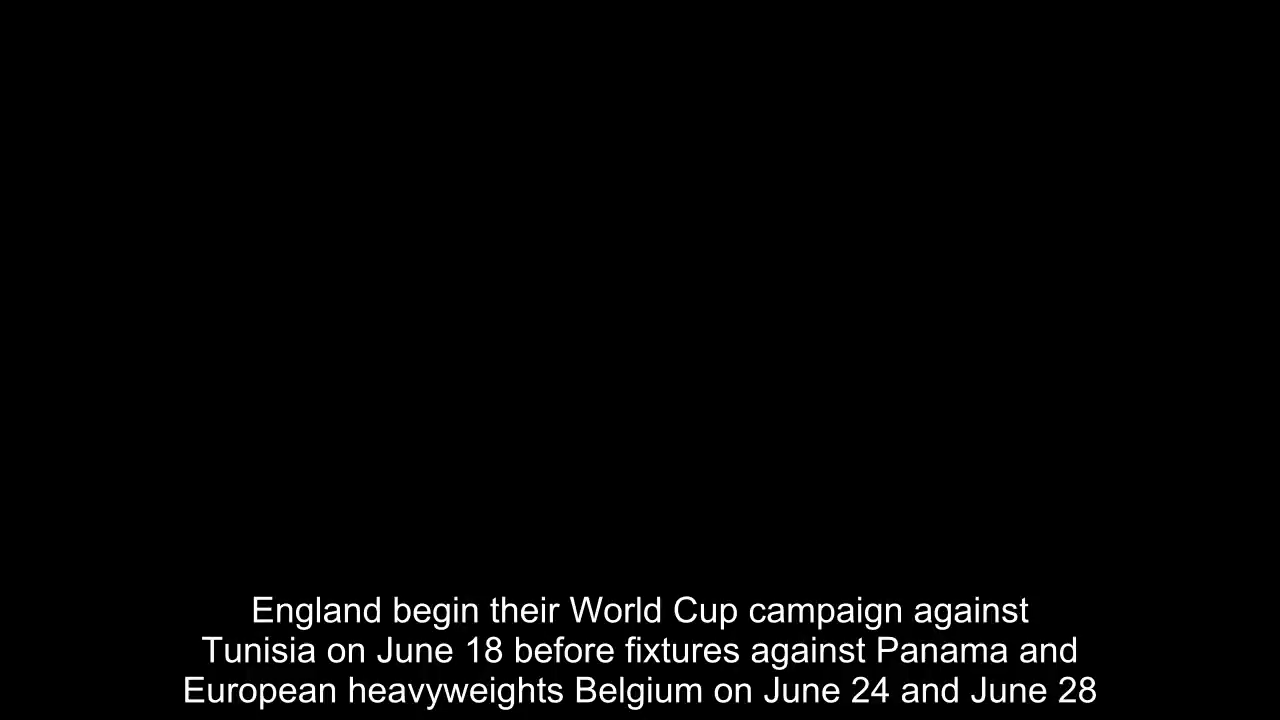 England begin their World Cup campaign against
Tunisia on June 18 before fixtures against Panama and
European heavyweights Belgium on June 24 and June 28